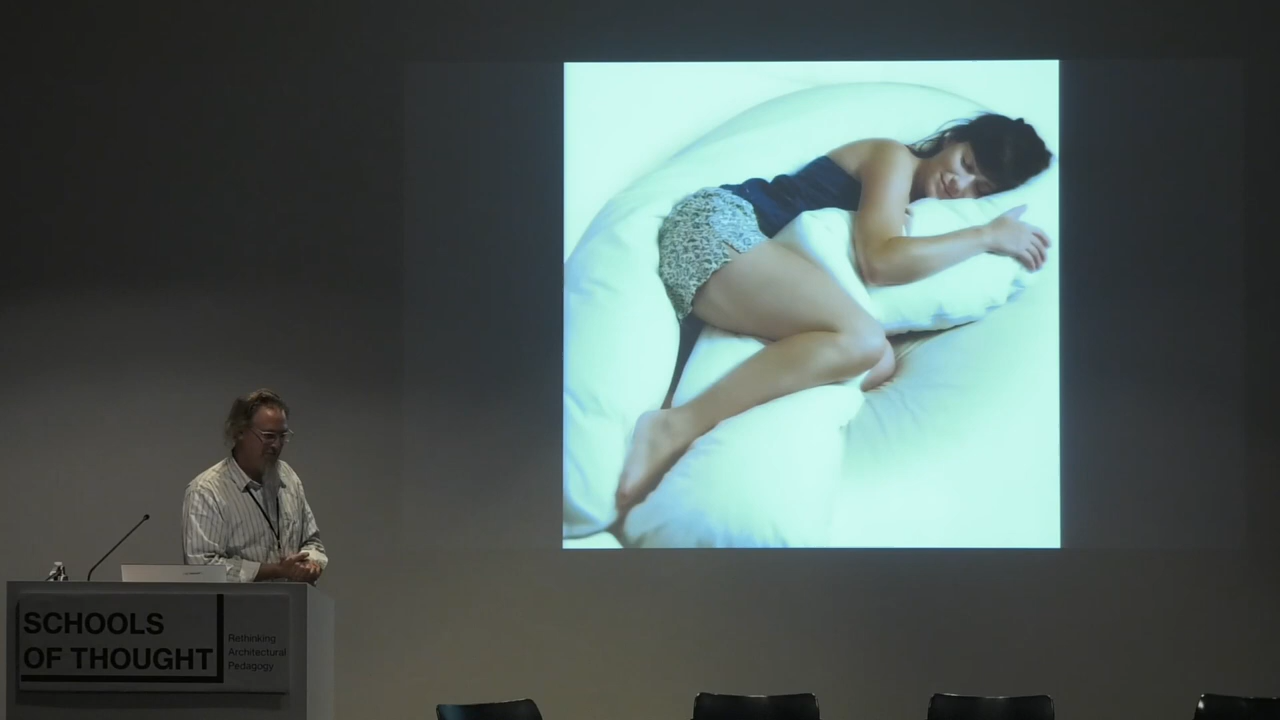 SCHOOLS
OF THOUGHT
Rethinking
Architectural
Pedagogy